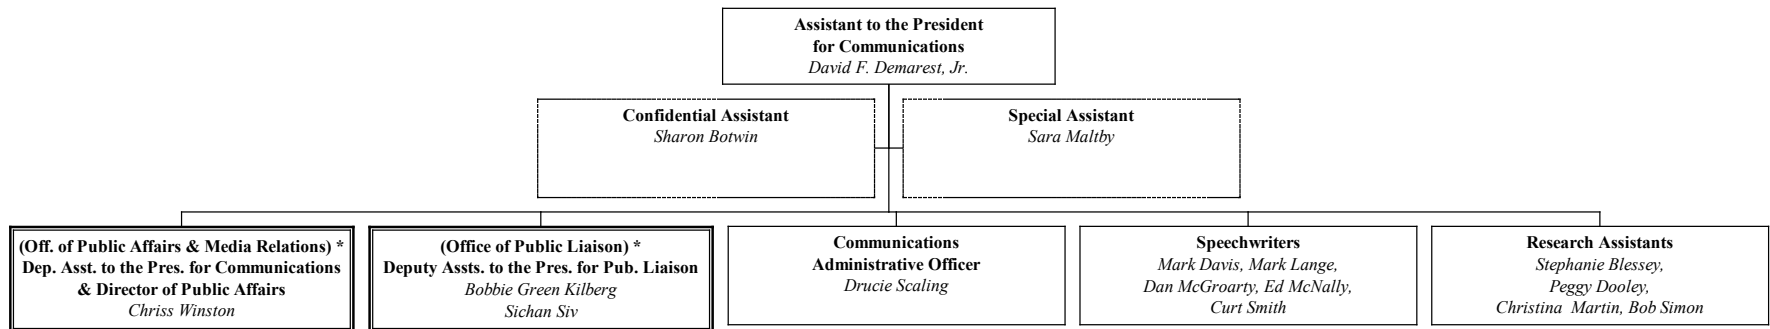 Assistant to the President
for Communications
David F. Demarest, Jr.
Confidential Assistant
Sharon Botwin
Special Assistant
Sara Maltby
(Off. of Public Affairs & Media Relations) *
Dep. Asst. to the Pres. for Communications
& Director of Public Affairs
Chriss Winston
(Office of Public Liaison) *
Deputy Assts. to the Pres. for Pub. Liaison
Bobbie Green Kilberg
Sichan Siv
Communications
Administrative Officer
Drucie Scaling
Speechwriters
Mark Davis, Mark Lange,
Dan McGroarty, Ed McNally,
Curt Smith
Research Assistants
Stephanie Blessey,
Peggy Dooley,
Christina  Martin, Bob Simon